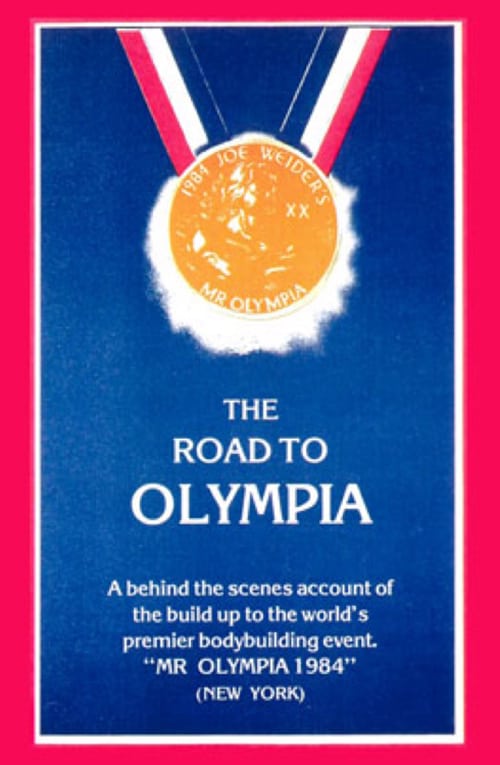 1984 JOE WEIDER'S
XX
MR OLYMPIA
THE
ROAD TO
OLYMPIA
A behind the scenes account of
the build up to the world's
premier bodybuilding event.
"MR OLYMPIA 1984"
(NEW YORK)